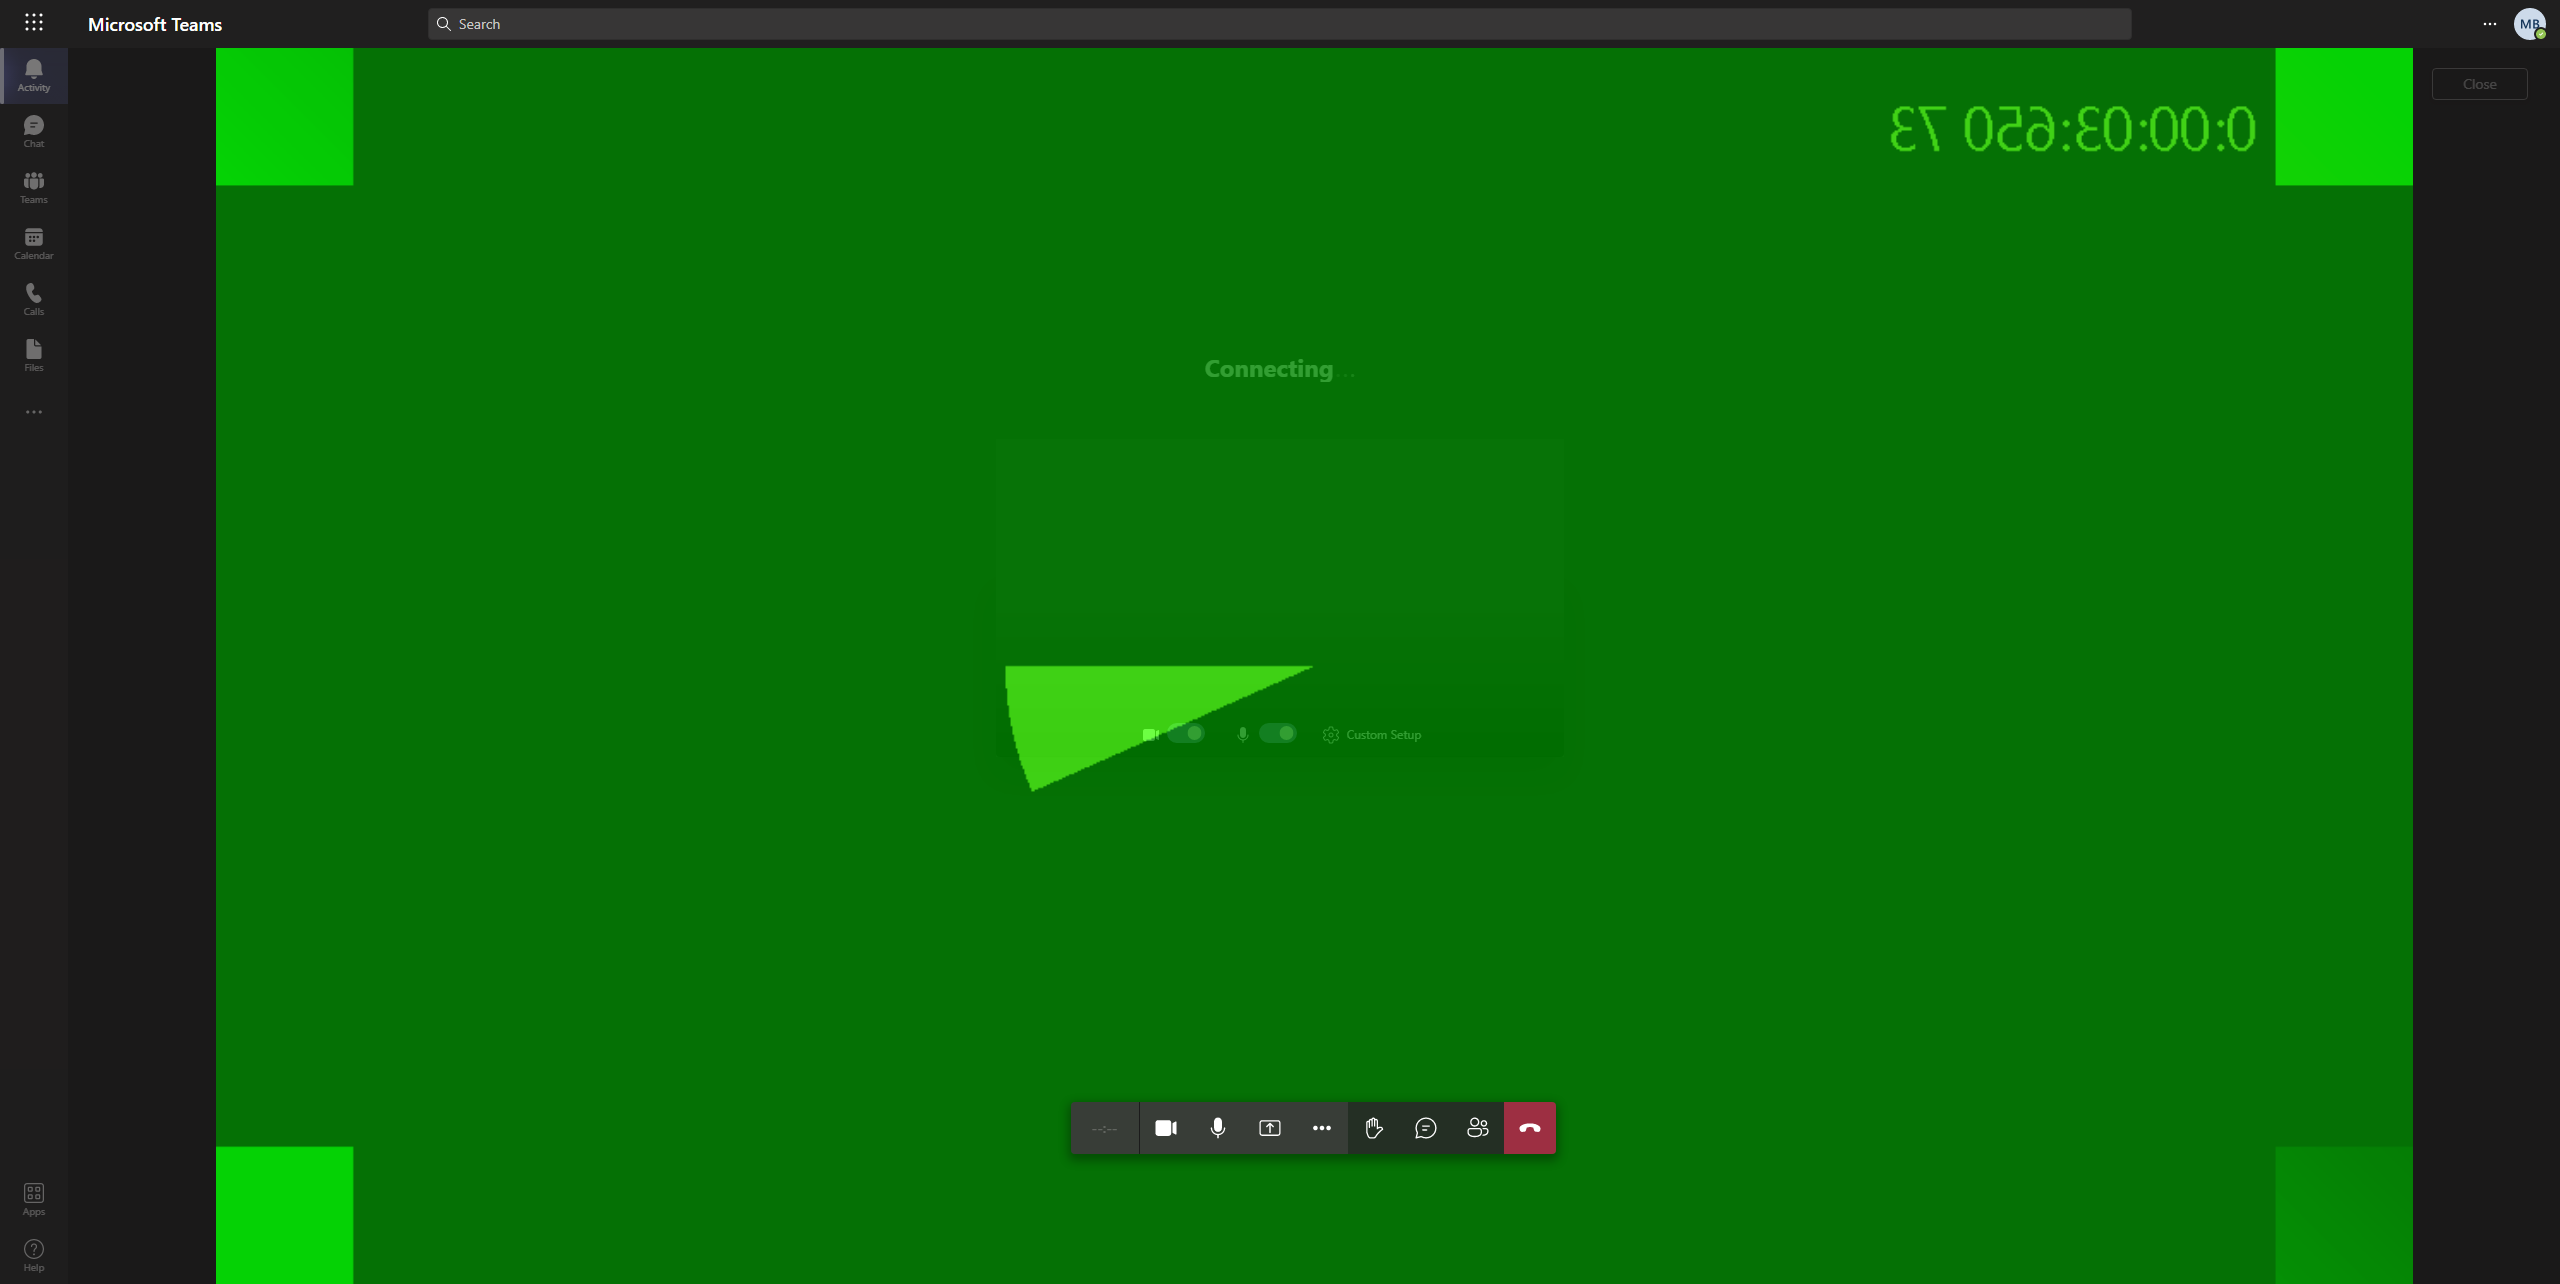 Microsoft Teams
Search
MB
Activity
Close
0:00:03:650 73
Chat
Teams
Calendar
Calls
Files
Connecting...
Custom Setup
--:--
Apps
Help